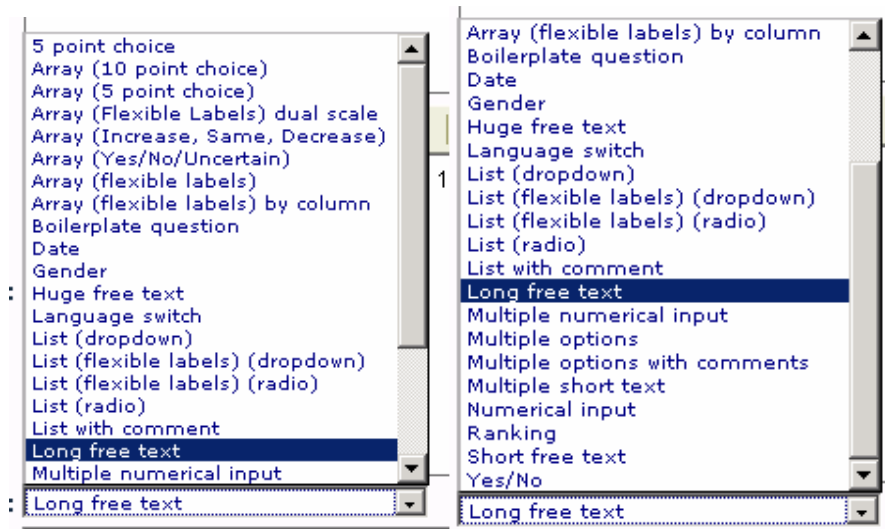 5 point choice
Array (10 point choice)
Array (5 point choice)
Array (Flexible Labels) dual scale
Array (Increase, Same, Decrease)
Array (Yes/No/Uncertain)
Array (flexible labels)
Array (flexible labels) by column
Boilerplate question
Date
Gender
Huge free text
Language switch
List (dropdown)
List (flexible labels) (dropdown)
List (flexible labels) (radio)
List (radio)
List with comment
Long free text
Multiple numerical input
: Long free text
1
Array (flexible labels) by column
Boilerplate question
Date
Gender
Huge free text
Language switch
List (dropdown)
List (flexible labels) (dropdown)
List (flexible labels) (radio)
List (radio)
List with comment
Long free text
Multiple numerical input
Multiple options
Multiple options with comments
Multiple short text
Numerical input
Ranking
Short free text
Yes/No
Long free text